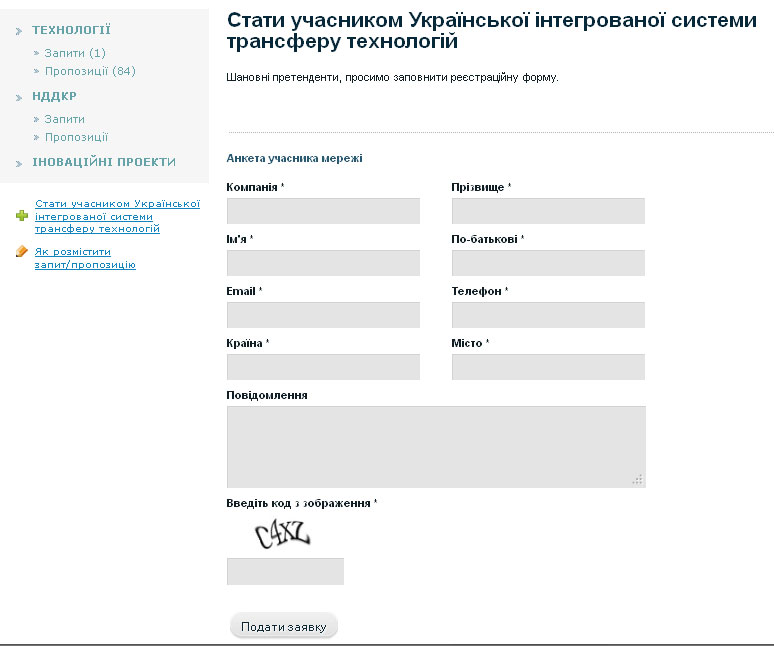 ТЕХНОЛОГІЇ
Запити (1)
Пропозиції (84)
НДДКР
Запити
Пропозиції
ІНОВАЦІЙНІ ПРОЕКТИ
Стати учасником Української
інтегрованої системи
трансферу технологій
Як розмістити
запит/пропозицію
Стати учасником Української інтегрованої системи
трансферу технологій
Шановні претенденти, просимо заповнити реєстраційну форму.
Анкета учасника мережі
Компанія * Прізвище *
Ім'я * По-батькові *
Email * Телефон *
Країна * Місто *
Повідомлення
Введіть код з зображення *
C4XZ
Подати заявку